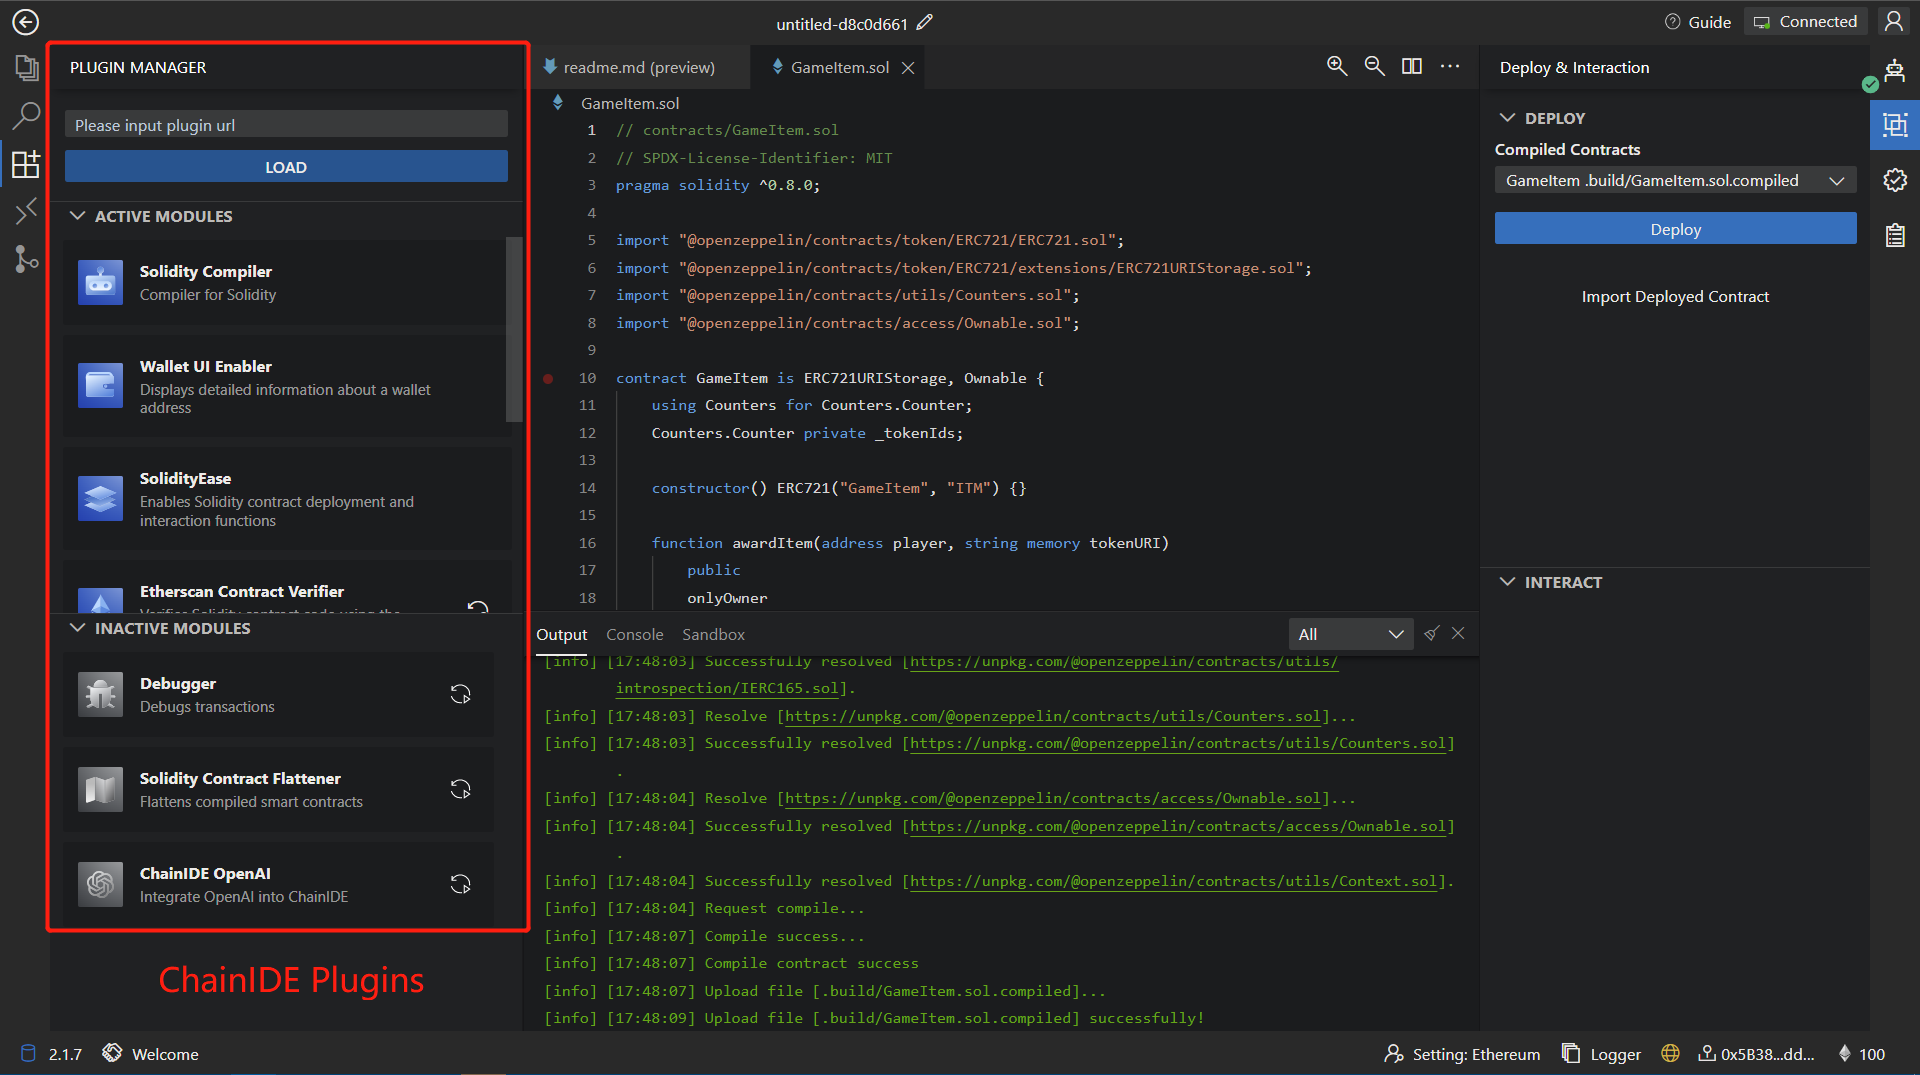 untitled-d8c0d661
Guide
Connected
PLUGIN MANAGER
Please input plugin url
LOAD
ACTIVE MODULES
Solidity Compiler
Compiler for Solidity
Wallet UI Enabler
Displays detailed information about a wallet
address
SolidityEase
Enables Solidity contract deployment and
interaction functions
Etherscan Contract Verifier
Verifies Solidity contract code using the
INACTIVE MODULES
Debugger
Debugs transactions
Solidity Contract Flattener
Flattens compiled smart contracts
ChainIDE OpenAI
Integrate OpenAI into ChainIDE
ChainIDE Plugins
readme.md (preview)
GameItem.sol
GameItem.sol
1 // contracts/GameItem.sol
2 // SPDX-License-Identifier: MIT
3 pragma solidity ^0.8.0;
4
5 import "@openzeppelin/contracts/token/ERC721/ERC721.sol";
6 import "@openzeppelin/contracts/token/ERC721/extensions/ERC721URIStorage.sol";
7 import "@openzeppelin/contracts/utils/Counters.sol";
8 import "@openzeppelin/contracts/access/Ownable.sol";
9
10 contract GameItem is ERC721URIStorage, Ownable {
11 using Counters for Counters.Counter;
12 Counters.Counter private _tokenIds;
13
14 constructor() ERC721("GameItem", "ITM") {}
15
16 function awardItem(address player, string memory tokenURI)
17 public
18 onlyOwner
Output Console Sandbox
All
[info] [17:48:03] Successfully resolved [https://unpkg.com/@openzeppelin/contracts/utils/
introspection/IERC165.sol].
[info] [17:48:03] Resolve [https://unpkg.com/@openzeppelin/contracts/utils/Counters.sol]...
[info] [17:48:03] Successfully resolved [https://unpkg.com/@openzeppelin/contracts/utils/Counters.sol]
.
[info] [17:48:04] Resolve [https://unpkg.com/@openzeppelin/contracts/access/Ownable.sol]...
[info] [17:48:04] Successfully resolved [https://unpkg.com/@openzeppelin/contracts/access/Ownable.sol]
.
[info] [17:48:04] Successfully resolved [https://unpkg.com/@openzeppelin/contracts/utils/Context.sol].
[info] [17:48:04] Request compile...
[info] [17:48:07] Compile success...
[info] [17:48:07] Compile contract success
[info] [17:48:07] Upload file [.build/GameItem.sol.compiled]...
[info] [17:48:09] Upload file [.build/GameItem.sol.compiled] successfully!
Deploy & Interaction
DEPLOY
Compiled Contracts
GameItem .build/GameItem.sol.compiled
Deploy
Import Deployed Contract
INTERACT
2.1.7
Welcome
Setting: Ethereum
Logger
0x5B38...dd...
100